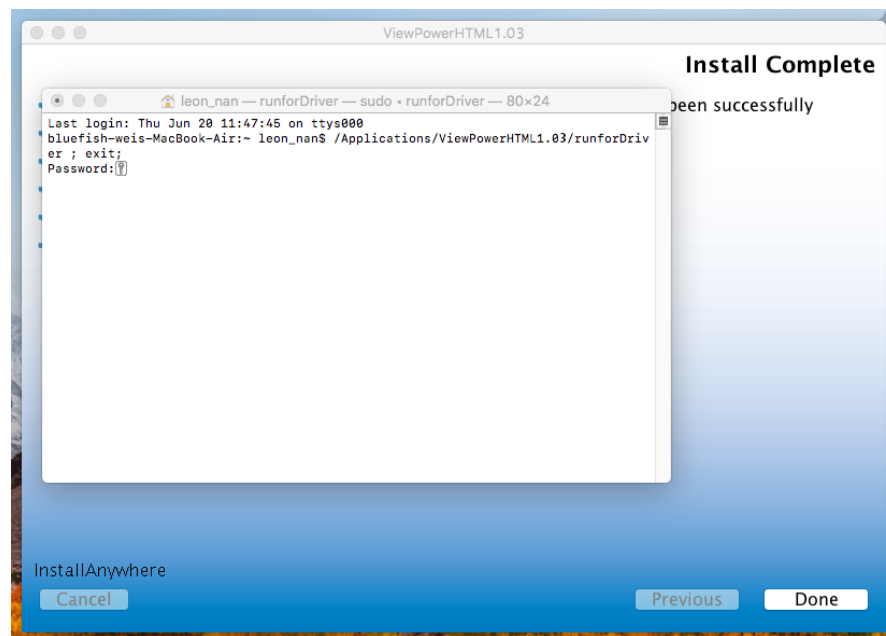 ViewPowerHTML1.03
Install Complete
leon_nan — runforDriver — sudo ◂ runforDriver — 80×24
been successfully
Last login: Thu Jun 20 11:47:45 on ttys000
bluefish-weis-MacBook-Air:~ leon_nan$ /Applications/ViewPowerHTML1.03/runforDriv
er ; exit;
Password:
InstallAnywhere
Cancel
Previous
Done